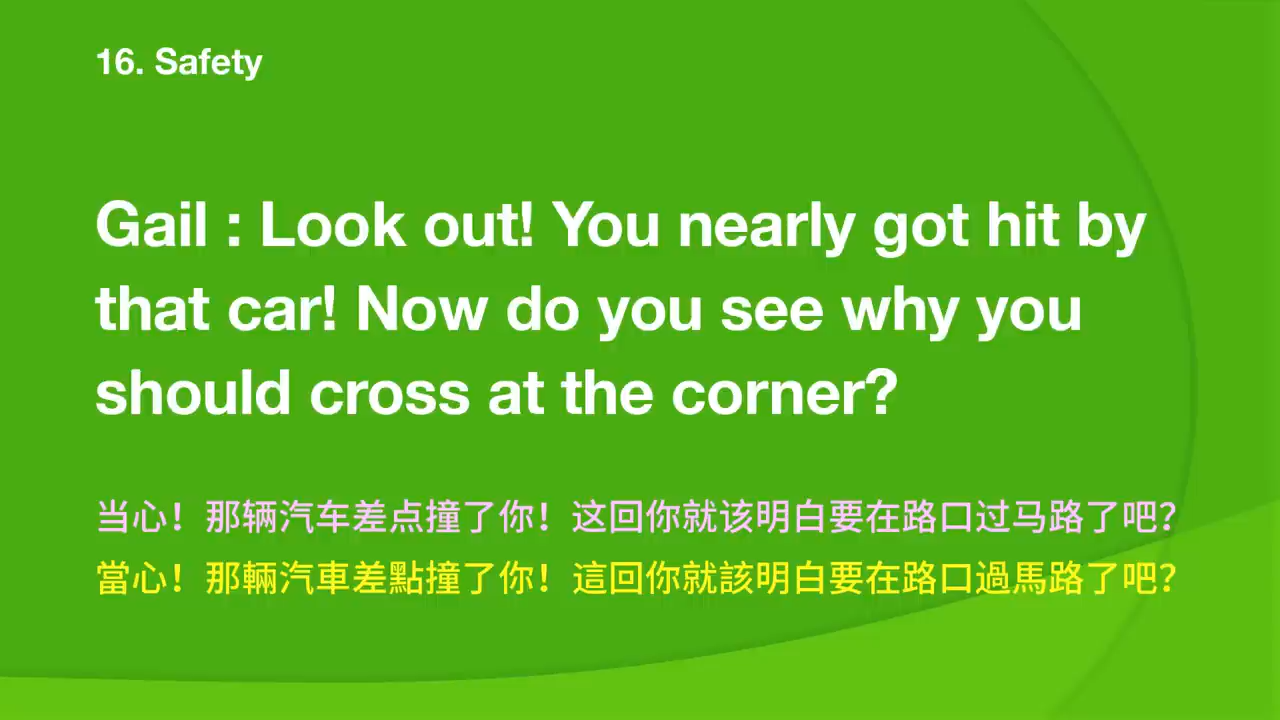 16. Safety
Gail : Look out! You nearly got hit by
that car! Now do you see why you
should cross at the corner?
当心！那辆汽车差点撞了你！这回你就该明白要在路口过马路了吧？
當心！那輛汽車差點撞了你！這回你就該明白要在路口過馬路了吧？